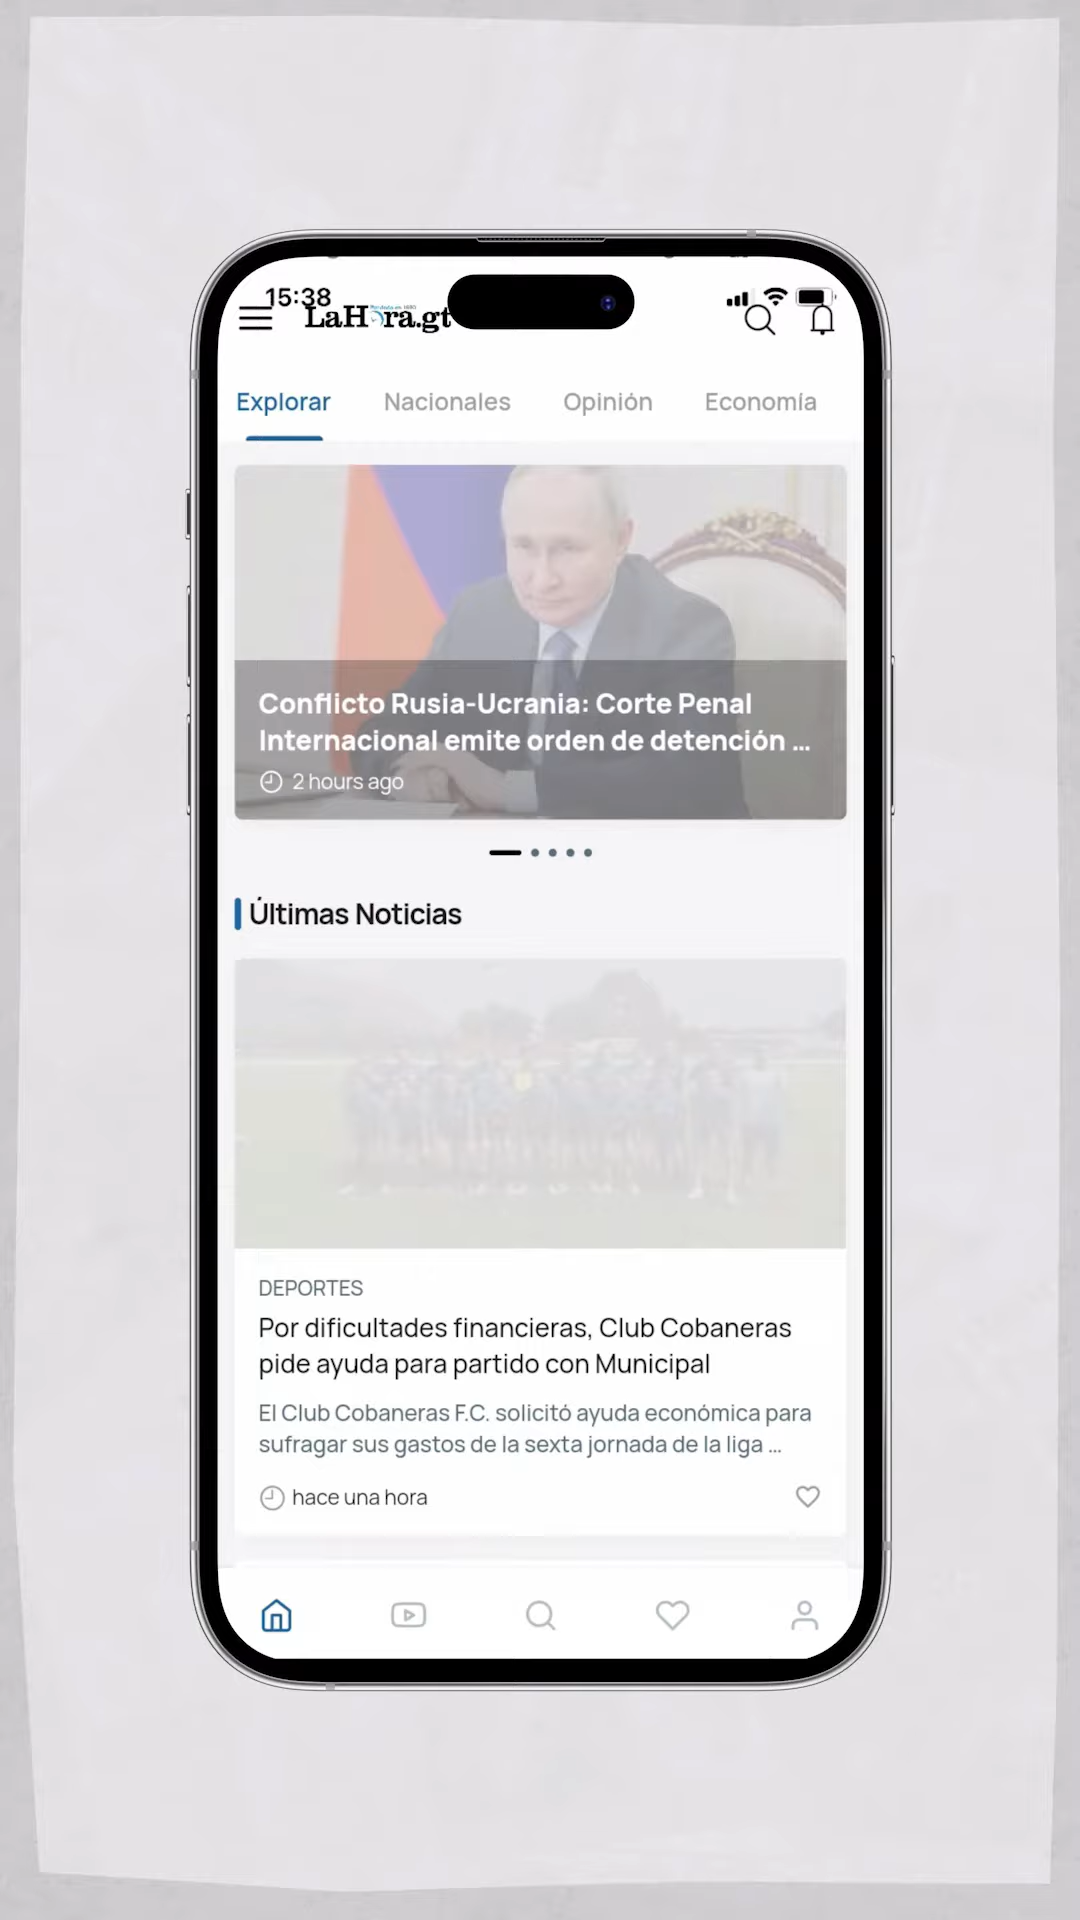 15:38
LaHora.gt
Explorar
Nacionales
Opinión
Economía
Conflicto Rusia-Ucrania: Corte Penal
Internacional emite orden de detención ...
2 hours ago
Últimas Noticias
DEPORTES
Por dificultades financieras, Club Cobaneras
pide ayuda para partido con Municipal
El Club Cobaneras F.C. solicitó ayuda económica para
sufragar sus gastos de la sexta jornada de la liga ...
hace una hora